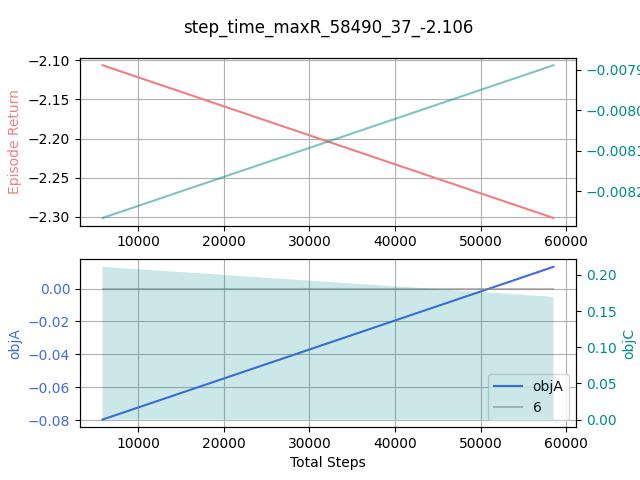 step_time_maxR_58490_37_-2.106
−2.10
−2.15
−2.20
−2.25
−2.30
Episode Return
−0.0079
−0.0080
−0.0081
−0.0082
10000 20000 30000 40000 50000 60000
0.00
−0.02
−0.04
−0.06
−0.08
objA
0.20
0.15
0.10
0.05
0.00
objC
objA
6
10000 20000 30000 40000 50000 60000
Total Steps